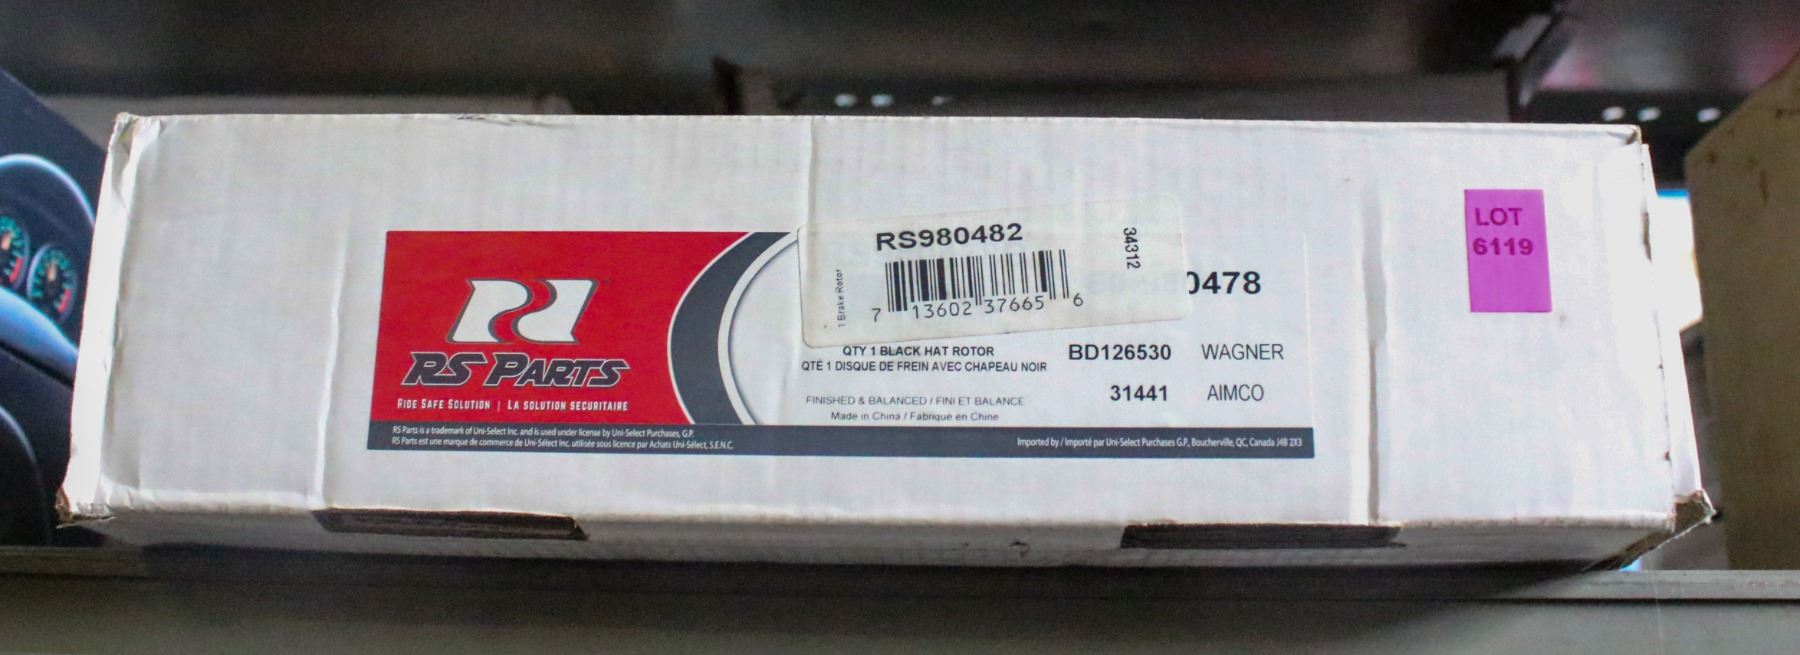 RS980482
34312
1 Brake Rotor
7 13602 37665 6
0478
LOT
6119
RS PARTS
RIDE SAFE SOLUTION | LA SOLUTION SECURITAIRE
QTY 1 BLACK HAT ROTOR
QTÉ 1 DISQUE DE FREIN AVEC CHAPEAU NOIR
BD126530 WAGNER
31441 AIMCO
FINISHED & BALANCED / FINI ET BALANCE
Made in China / Fabrique en Chine
RS Parts is a trademark of Uni-Select Inc. and is used under license by Uni-Select Purchases, G.P.
RS Parts est une marque de commerce de Uni-Sélect Inc. utilisée sous licence par Achats Uni-Sélect, S.E.N.C.
Imported by / Importé par Uni-Select Purchases G.P., Boucherville, QC, Canada J4B 2X3